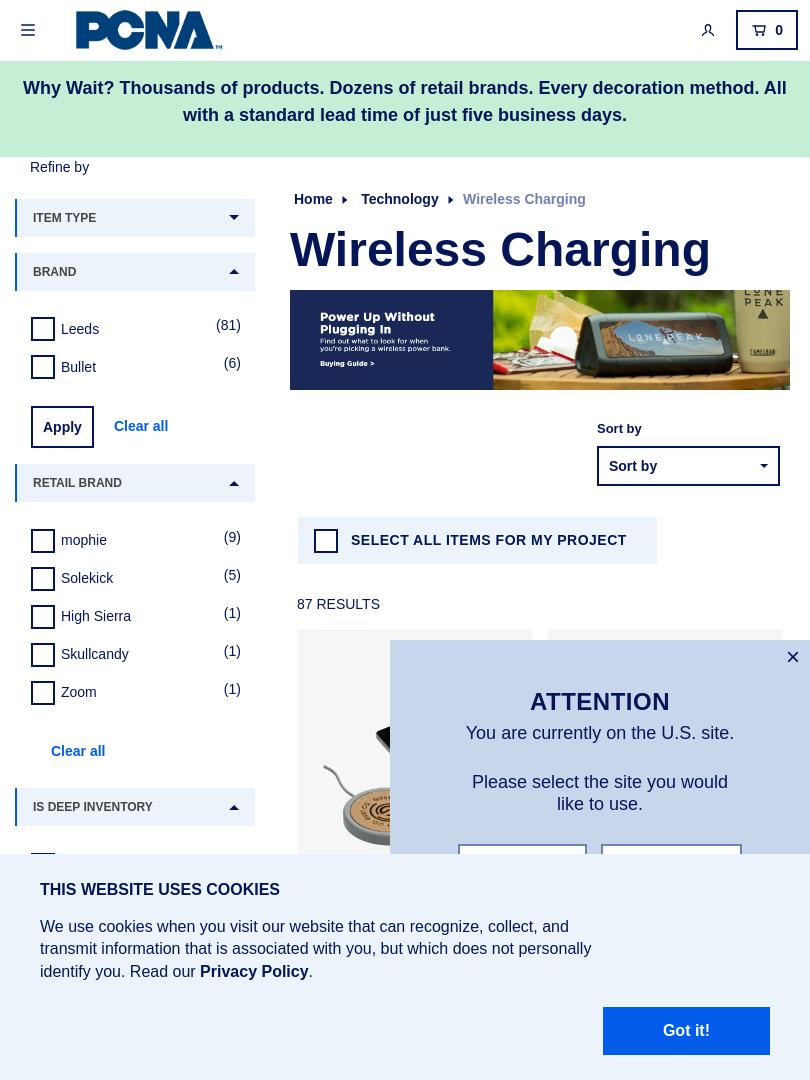 PCNA™
0
Why Wait? Thousands of products. Dozens of retail brands. Every decoration method. All
with a standard lead time of just five business days.
Refine by
ITEM TYPE
BRAND
Leeds
(81)
Bullet
(6)
Apply
Clear all
RETAIL BRAND
mophie
(9)
Solekick
(5)
High Sierra
(1)
Skullcandy
(1)
Zoom
(1)
Clear all
IS DEEP INVENTORY
Home
Technology
Wireless Charging
Wireless Charging
Power Up Without
Plugging In
Find out what to look for when
you're picking a wireless power bank.
Buying Guide >
LONE PEAK
LONE
PEAK
CAMELBAK
Sort by
Sort by
SELECT ALL ITEMS FOR MY PROJECT
87 RESULTS
×
ATTENTION
You are currently on the U.S. site.
Please select the site you would
like to use.
THIS WEBSITE USES COOKIES
We use cookies when you visit our website that can recognize, collect, and
transmit information that is associated with you, but which does not personally
identify you. Read our Privacy Policy.
Got it!